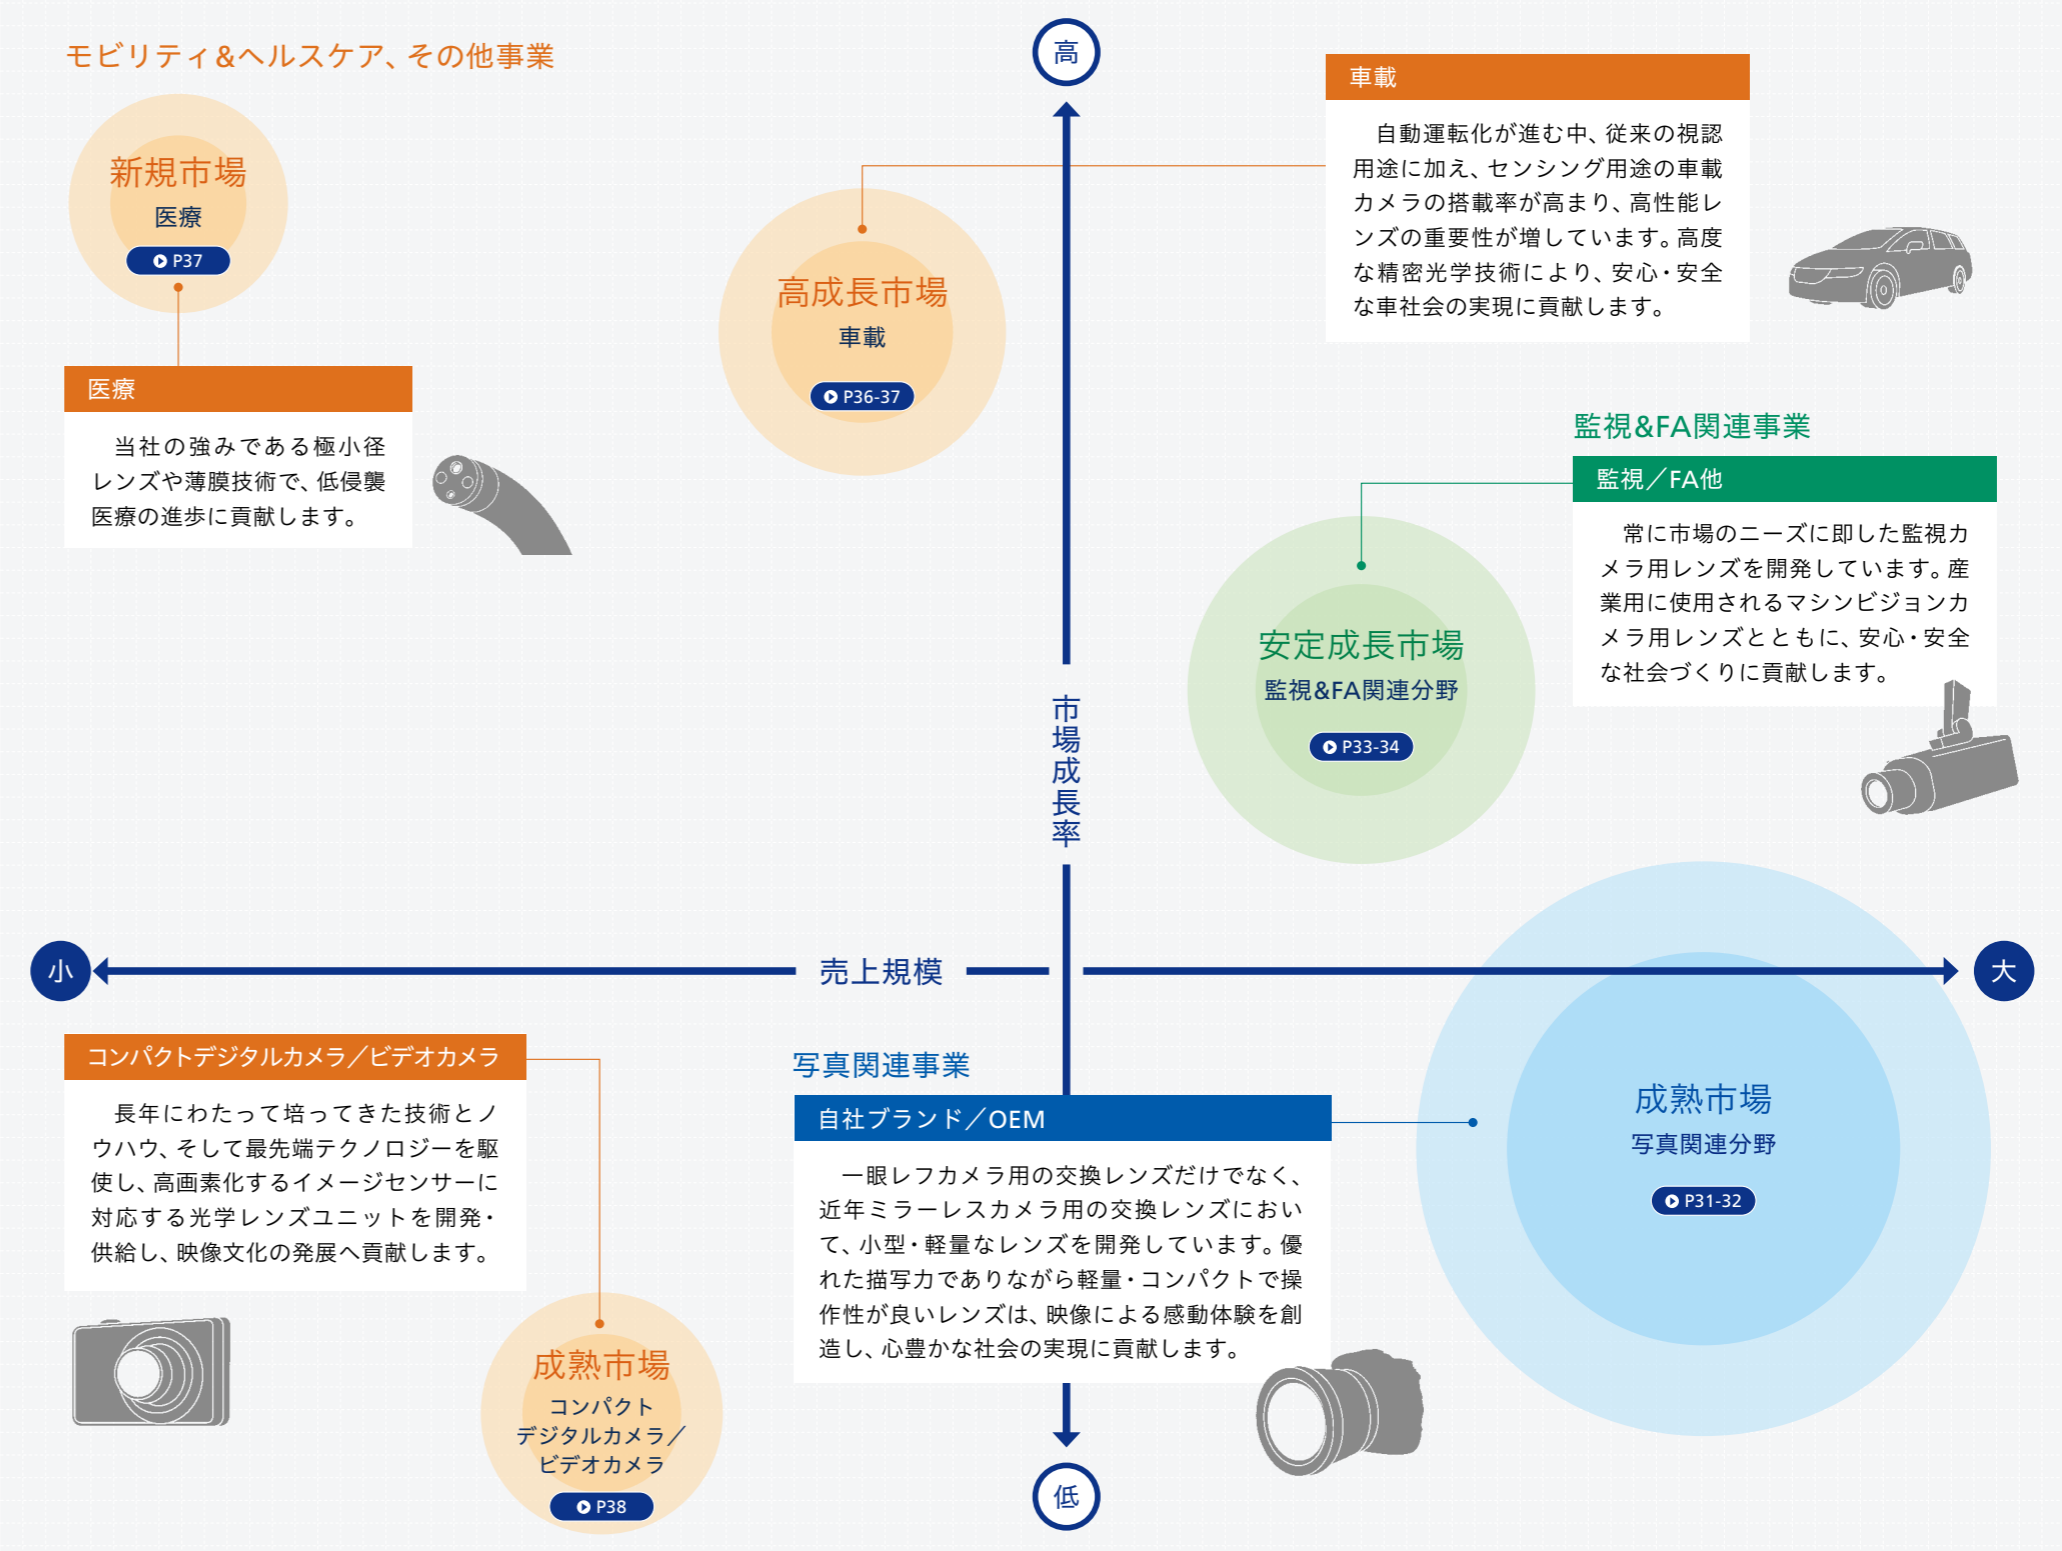 モビリティ&ヘルスケア、その他事業
新規市場
医療
P37
医療
当社の強みである極小径
レンズや薄膜技術で、低侵襲
医療の進歩に貢献します。
高
高成長市場
車載
P36-37
車載
自動運転化が進む中、従来の視認
用途に加え、センシング用途の車載
カメラの搭載率が高まり、高性能レ
ンズの重要性が増しています。高度
な精密光学技術により、安心・安全
な車社会の実現に貢献します。
監視&FA関連事業
監視／FA他
常に市場のニーズに即した監視カ
メラ用レンズを開発しています。産
業用に使用されるマシンビジョンカ
メラ用レンズとともに、安心・安全
な社会づくりに貢献します。
安定成長市場
監視&FA関連分野
P33-34
市場成長率
小
売上規模
大
コンパクトデジタルカメラ／ビデオカメラ
長年にわたって培ってきた技術とノ
ウハウ、そして最先端テクノロジーを駆
使し、高画素化するイメージセンサーに
対応する光学レンズユニットを開発・
供給し、映像文化の発展へ貢献します。
成熟市場
コンパクト
デジタルカメラ／
ビデオカメラ
P38
写真関連事業
自社ブランド／OEM
一眼レフカメラ用の交換レンズだけでなく、
近年ミラーレスカメラ用の交換レンズにおい
て、小型・軽量なレンズを開発しています。優
れた描写力でありながら軽量・コンパクトで操
作性が良いレンズは、映像による感動体験を創
造し、心豊かな社会の実現に貢献します。
成熟市場
写真関連分野
P31-32
低